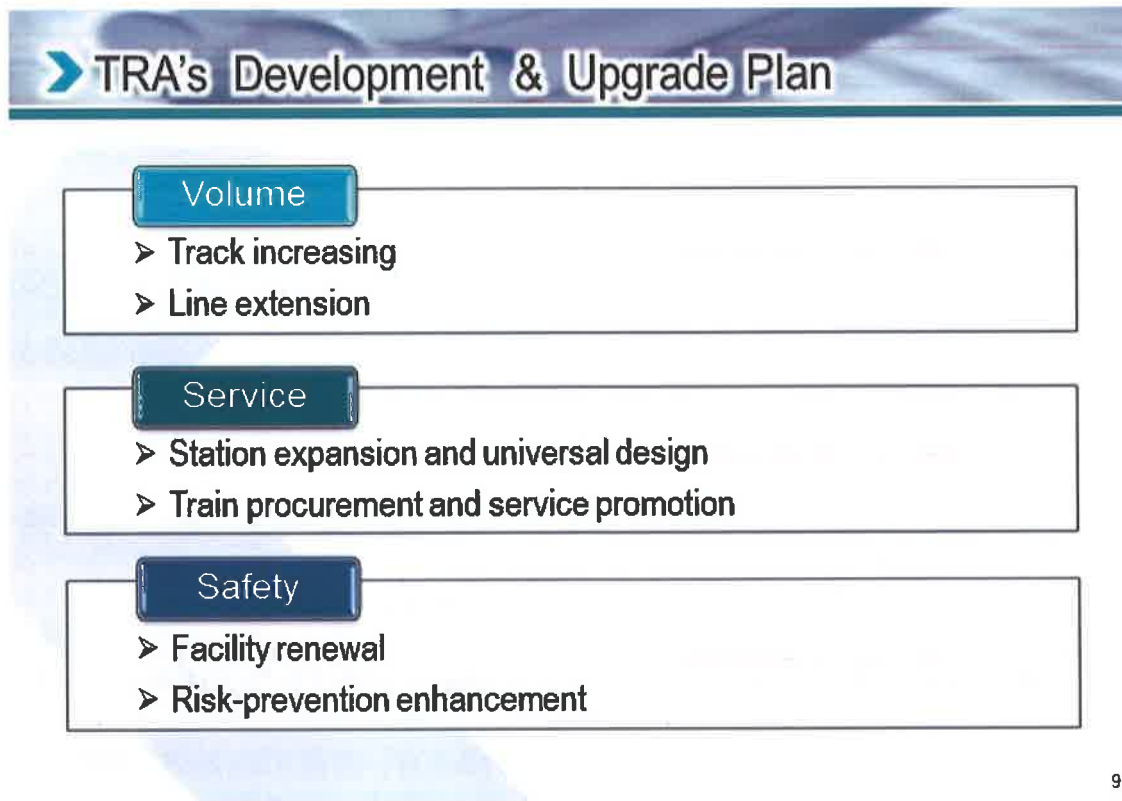 TRA's Development & Upgrade Plan
Volume
➢ Track increasing
➢ Line extension
Service
➢ Station expansion and universal design
➢ Train procurement and service promotion
Safety
➢ Facility renewal
➢ Risk-prevention enhancement
9